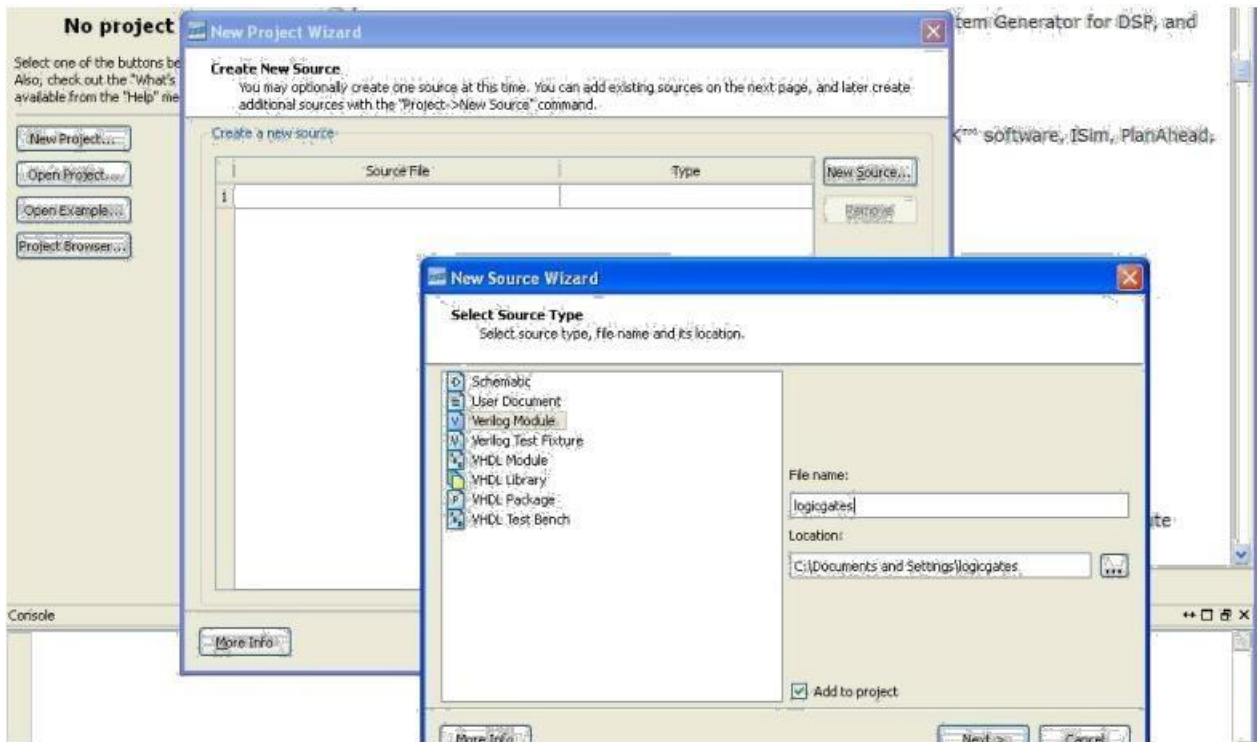 No project
Select one of the buttons be
Also, check out the "What's
available from the "Help" me
New Project...
Open Project...
Open Example...
Project Browser...
Console
New Project Wizard
Create New Source
You may optionally create one source at this time. You can add existing sources on the next page, and later create
additional sources with the "Project->New Source" command.
Create a new source
Source File Type
1
New Source...
Remove
More Info
tem Generator for DSP, and
K™ software, ISim, PlanAhead,
New Source Wizard
Select Source Type
Select source type, file name and its location.
Schematic
User Document
Verilog Module
Verilog Test Fixture
VHDL Module
VHDL Library
VHDL Package
VHDL Test Bench
File name:
logicgates
Location:
C:\Documents and Settings\logicgates
...
Add to project
More Info
Next >
Cancel